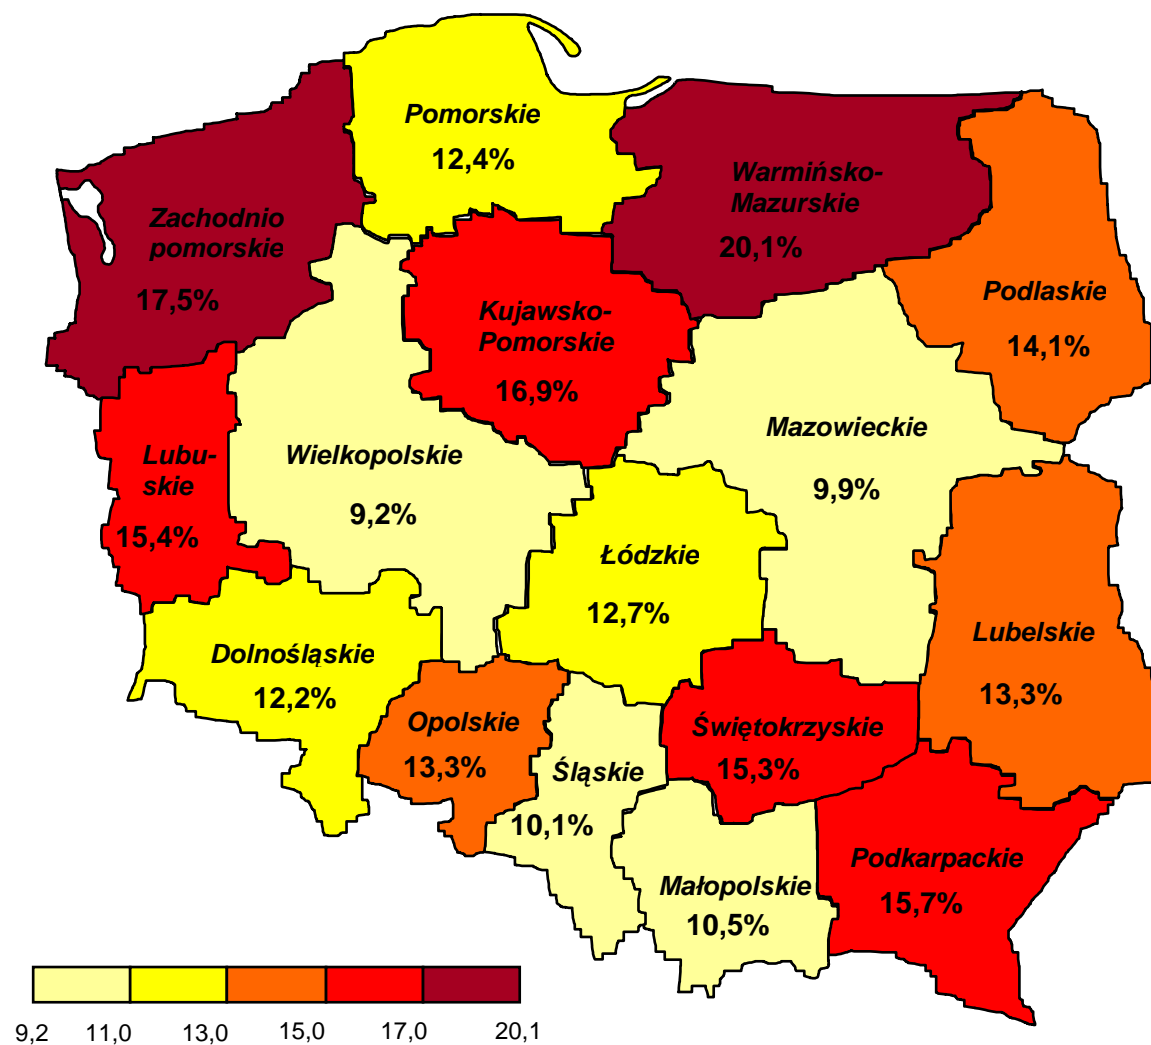 Pomorskie
12,4%
Warmińsko-
Mazurskie
20,1%
Zachodnio
pomorskie
17,5%
Podlaskie
14,1%
Kujawsko-
Pomorskie
16,9%
Mazowieckie
9,9%
Lubu-
skie
15,4%
Wielkopolskie
9,2%
Łódzkie
12,7%
Lubelskie
13,3%
Dolnośląskie
12,2%
Opolskie
13,3%
Śląskie
10,1%
Świętokrzyskie
15,3%
Małopolskie
10,5%
Podkarpackie
15,7%
9,2 11,0 13,0 15,0 17,0 20,1